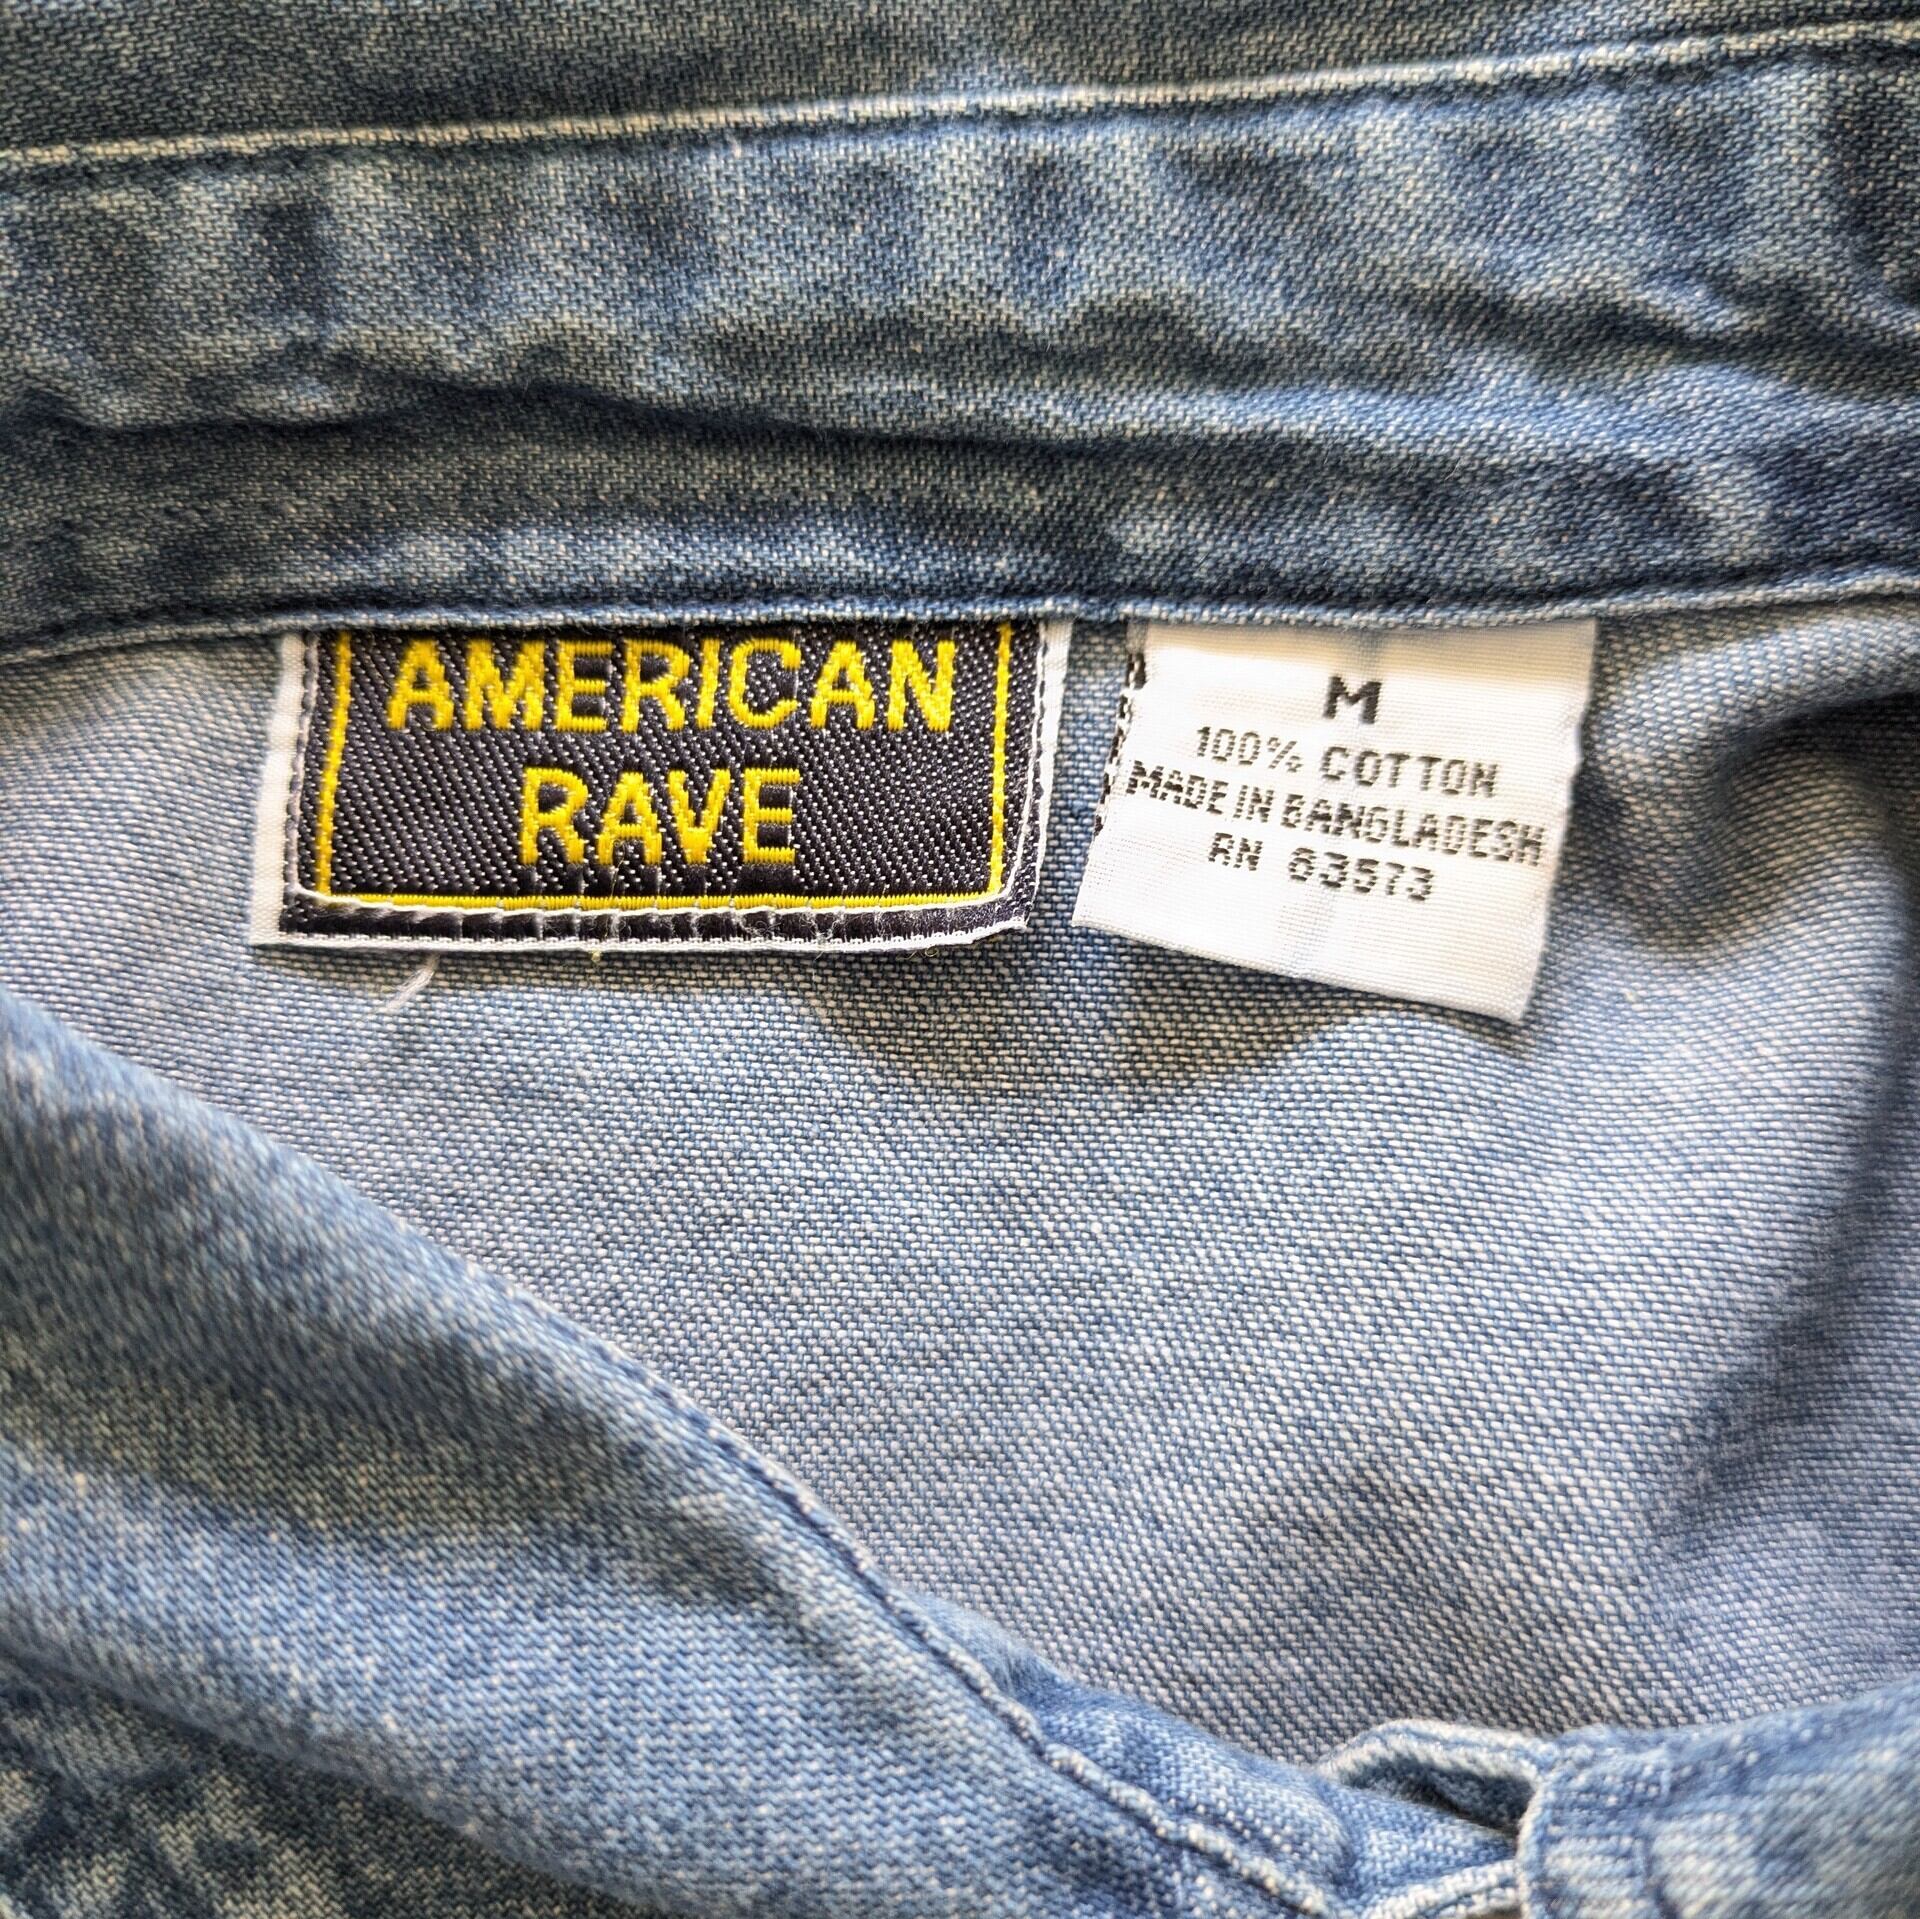 AMERICAN
RAVE
M
100% COTTON
MADE IN BANGLADESH
RN 63573